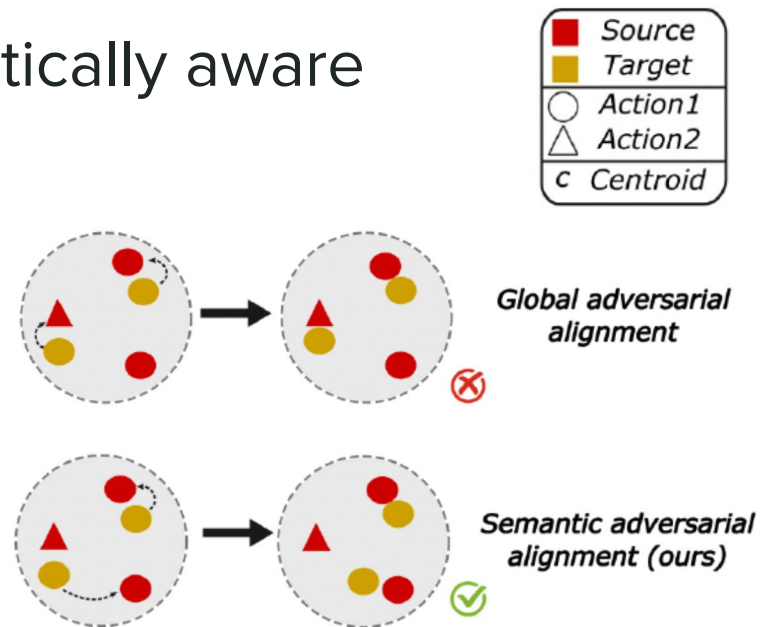 tically aware
Source
Target
Action1
Action2
c Centroid
Global adversarial
alignment
Semantic adversarial
alignment (ours)